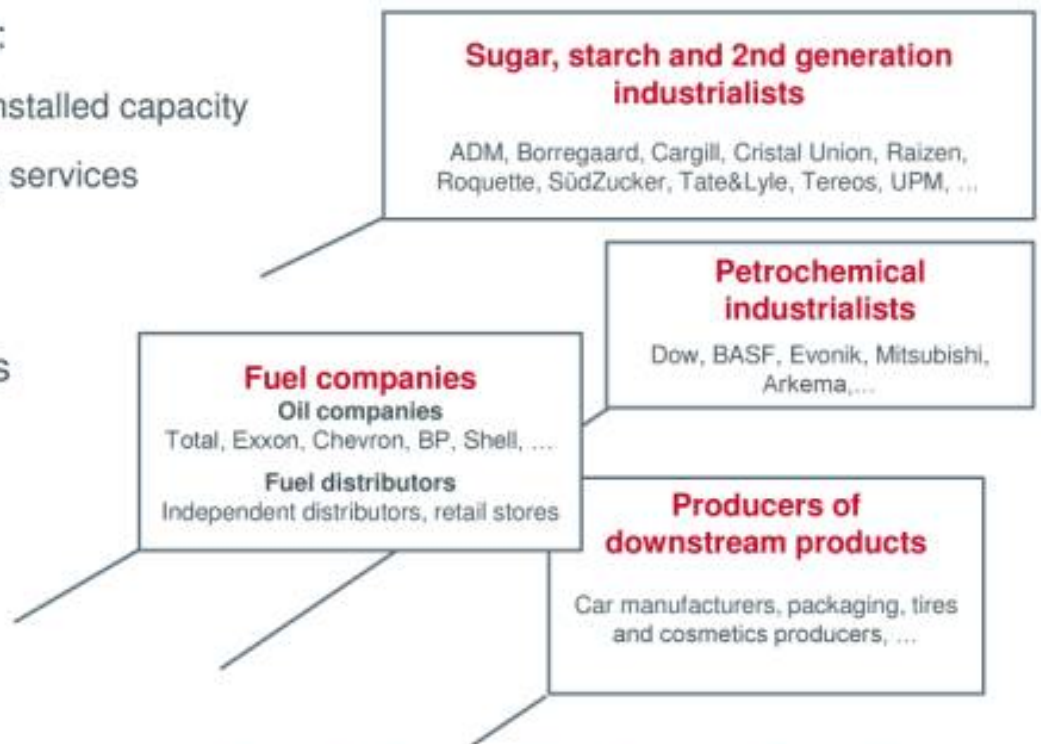 :
nstalled capacity
services
s
Sugar, starch and 2nd generation
industrialists
ADM, Borregaard, Cargill, Cristal Union, Raizen,
Roquette, SüdZucker, Tate&Lyle, Tereos, UPM, ...
Petrochemical
industrialists
Dow, BASF, Evonik, Mitsubishi,
Arkema,...
Fuel companies
Oil companies
Total, Exxon, Chevron, BP, Shell, ...
Fuel distributors
Independent distributors, retail stores
Producers of
downstream products
Car manufacturers, packaging, tires
and cosmetics producers, ...